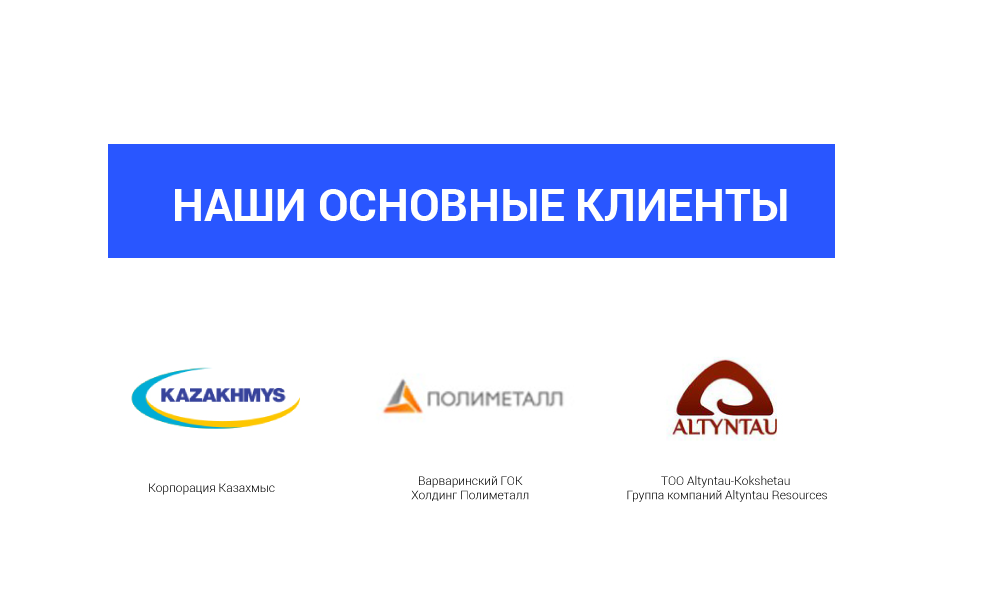 НАШИ ОСНОВНЫЕ КЛИЕНТЫ
KAZAKHMYS
ПОЛИМЕТАЛЛ
ALTYNTAU
Корпорация Казахмыс
Варваринский ГОК
Холдинг Полиметалл
ТОО Altyntau-Kokshetau
Группа компаний Altyntau Resources